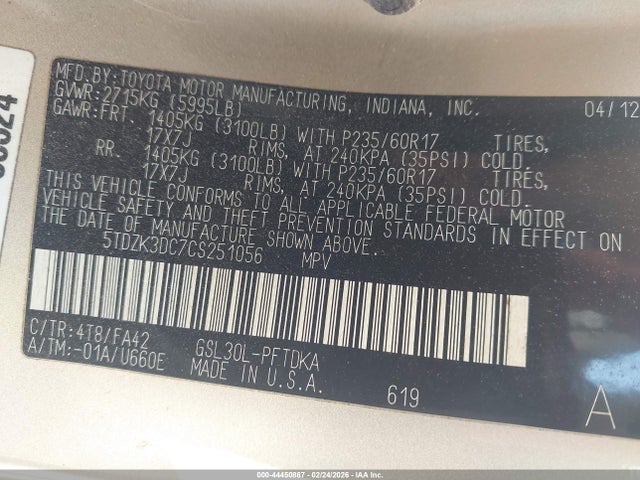 MFD.BY:TOYOTA MOTOR MANUFACTURING, INDIANA, INC. 04/12
GVWR:2715KG (5995LB)
GAWR:FRT. 1405KG (3100LB) WITH P235/60R17 TIRES,
17X7J RIMS, AT 240KPA (35PSI) COLD.
RR. 1405KG (3100LB) WITH P235/60R17 TIRES,
17X7J RIMS, AT 240KPA (35PSI) COLD.
THIS VEHICLE CONFORMS TO ALL APPLICABLE FEDERAL MOTOR
VEHICLE SAFETY AND THEFT PREVENTION STANDARDS IN EFFECT ON
THE DATE OF MANUFACTURE SHOWN ABOVE.
5TDZK3DC7CS251056 MPV
C/TR:4T8/FA42 GSL30L-PFTDKA
A/TM:-01A/U660E MADE IN U.S.A. 619 A
000-44450887 - 02/24/2026 - IAA Inc.